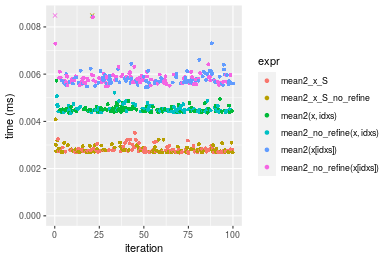 0.008
0.006
0.004
0.002
0.000
time (ms)
0
25
50
75
100
iteration
expr
mean2_x_S
mean2_x_S_no_refine
mean2(x, idxs)
mean2_no_refine(x, idxs)
mean2(x[idxs])
mean2_no_refine(x[idxs])